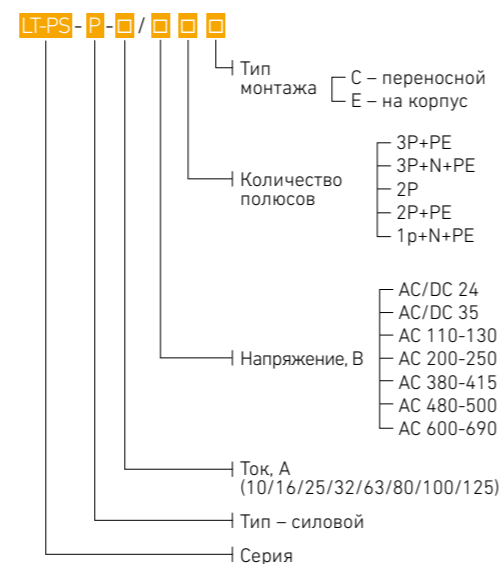 LT-PS-P-□/□ □ □
Тип
монтажа
С – переносной
Е – на корпус
Количество
полюсов
3P+PE
3P+N+PE
2P
2P+PE
1p+N+PE
Напряжение, В
AC/DC 24
AC/DC 35
AC 110-130
AC 200-250
AC 380-415
AC 480-500
AC 600-690
Ток, А
(10/16/25/32/63/80/100/125)
Тип – силовой
Серия